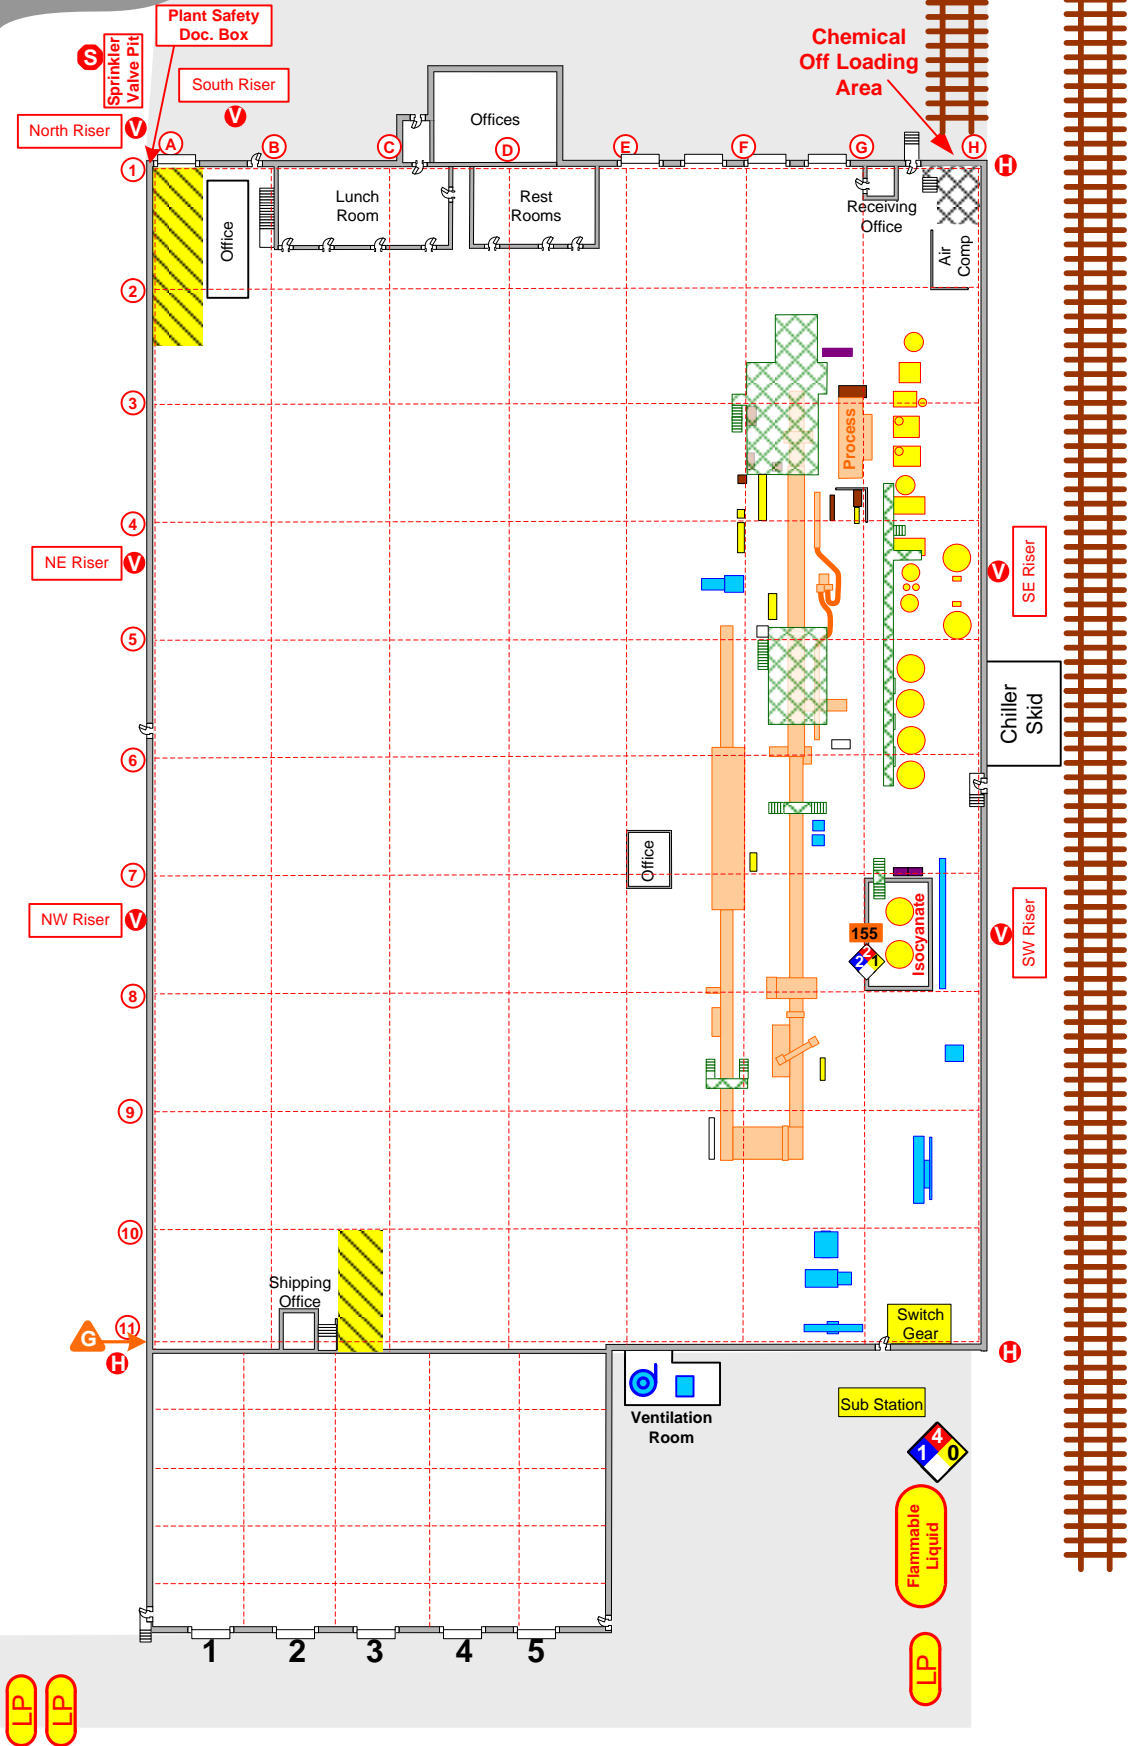 Plant Safety
Doc. Box
S
Sprinkler
Valve Pit
South Riser
V
North Riser
V
Chemical
Off Loading
Area
Offices
A
B
C
D
E
F
G
H
H
1
Lunch
Room
Rest
Rooms
Receiving
Office
Office
Air
Comp
2
3
Process
4
NE Riser
V
V
SE Riser
5
Chiller
Skid
6
Office
7
NW Riser
V
155
2
2
1
Isocyanate
V
SW Riser
8
9
10
Shipping
Office
11
G
H
Switch
Gear
H
Ventilation
Room
Sub Station
4
1
0
Flammable
Liquid
1
2
3
4
5
LP
LP
LP